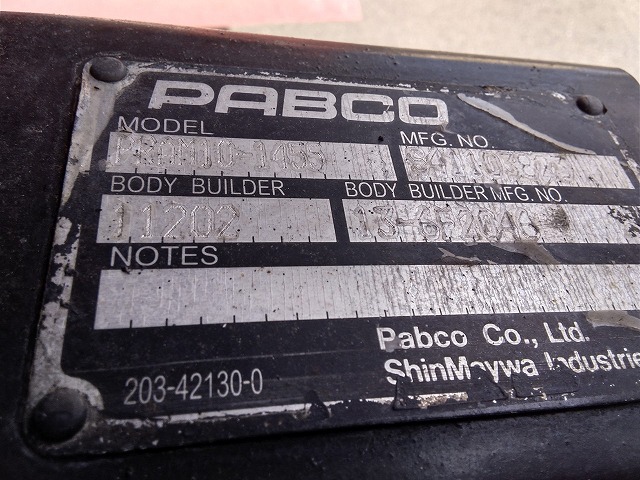 PABCO
MODEL MFG. NO.
BODY BUILDER BODY BUILDER MFG. NO.
11202
NOTES
Pabco Co., Ltd.
203-42130-0 ShinMaywa Industrie